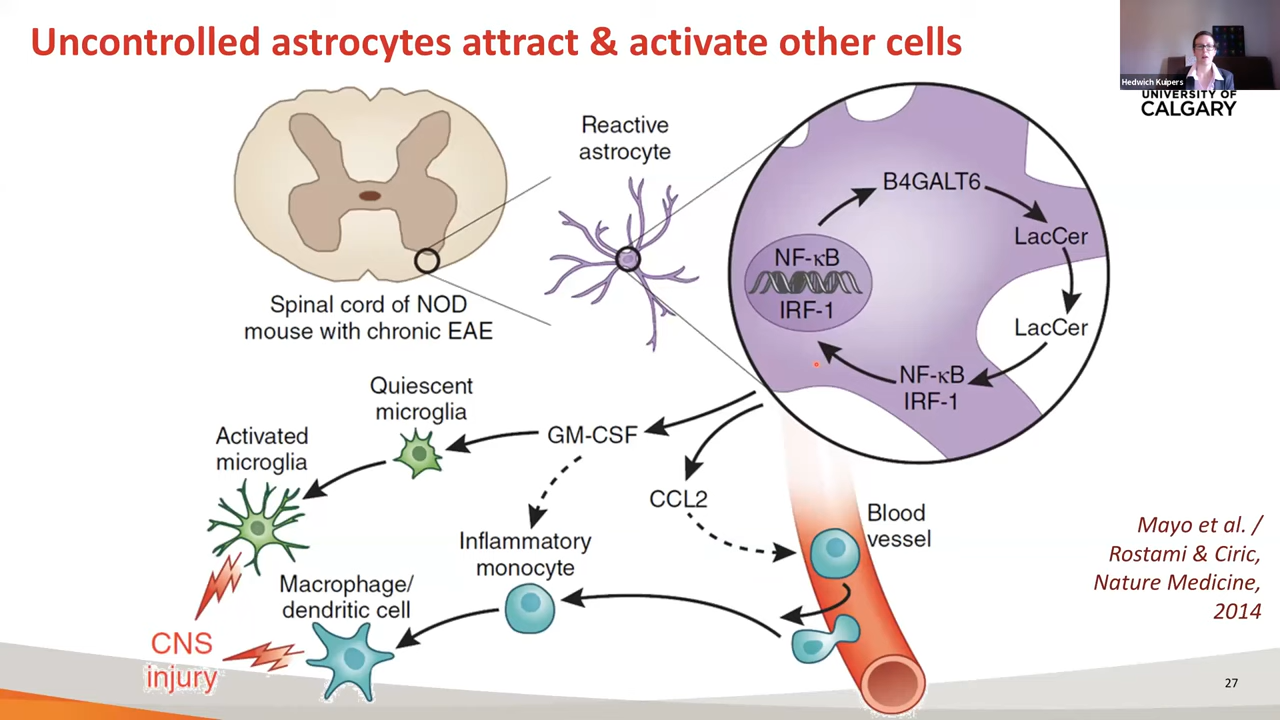 Uncontrolled astrocytes attract & activate other cells
Hedwich Kuipers
UNIVERSITY OF
CALGARY
Reactive
astrocyte
B4GALT6
LacCer
LacCer
NF-κB
IRF-1
NF-κB
IRF-1
Spinal cord of NOD
mouse with chronic EAE
Quiescent
microglia
Activated
microglia
GM-CSF
CCL2
Blood
vessel
Inflammatory
monocyte
Macrophage/
dendritic cell
CNS
injury
Mayo et al. /
Rostami & Ciric,
Nature Medicine,
2014
27